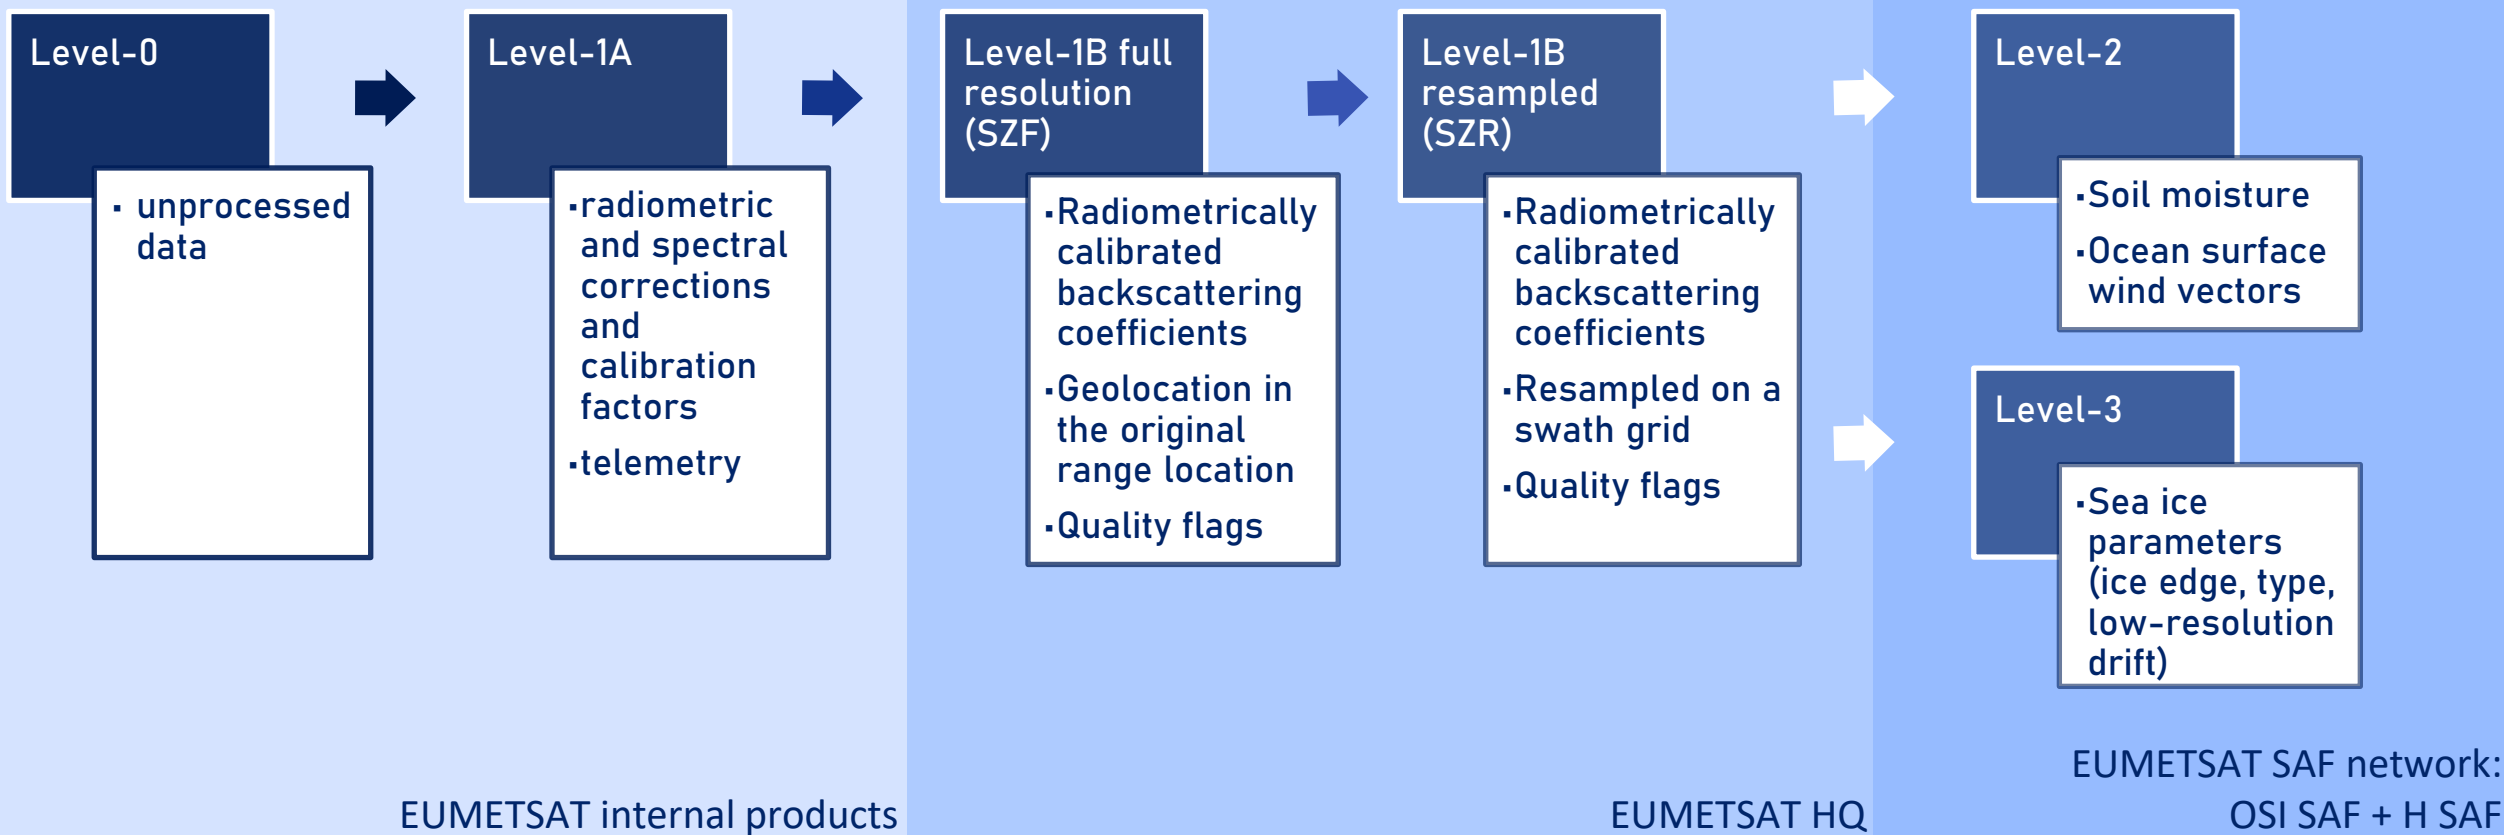 Level-0
▪ unprocessed
data
Level-1A
▪radiometric
and spectral
corrections
and
calibration
factors
▪telemetry
EUMETSAT internal products
Level-1B full
resolution
(SZF)
▪Radiometrically
calibrated
backscattering
coefficients
▪Geolocation in
the original
range location
▪Quality flags
Level-1B
resampled
(SZR)
▪Radiometrically
calibrated
backscattering
coefficients
▪Resampled on a
swath grid
▪Quality flags
EUMETSAT HQ
Level-2
▪Soil moisture
▪Ocean surface
wind vectors
Level-3
▪Sea ice
parameters
(ice edge, type,
low-resolution
drift)
EUMETSAT SAF network:
OSI SAF + H SAF